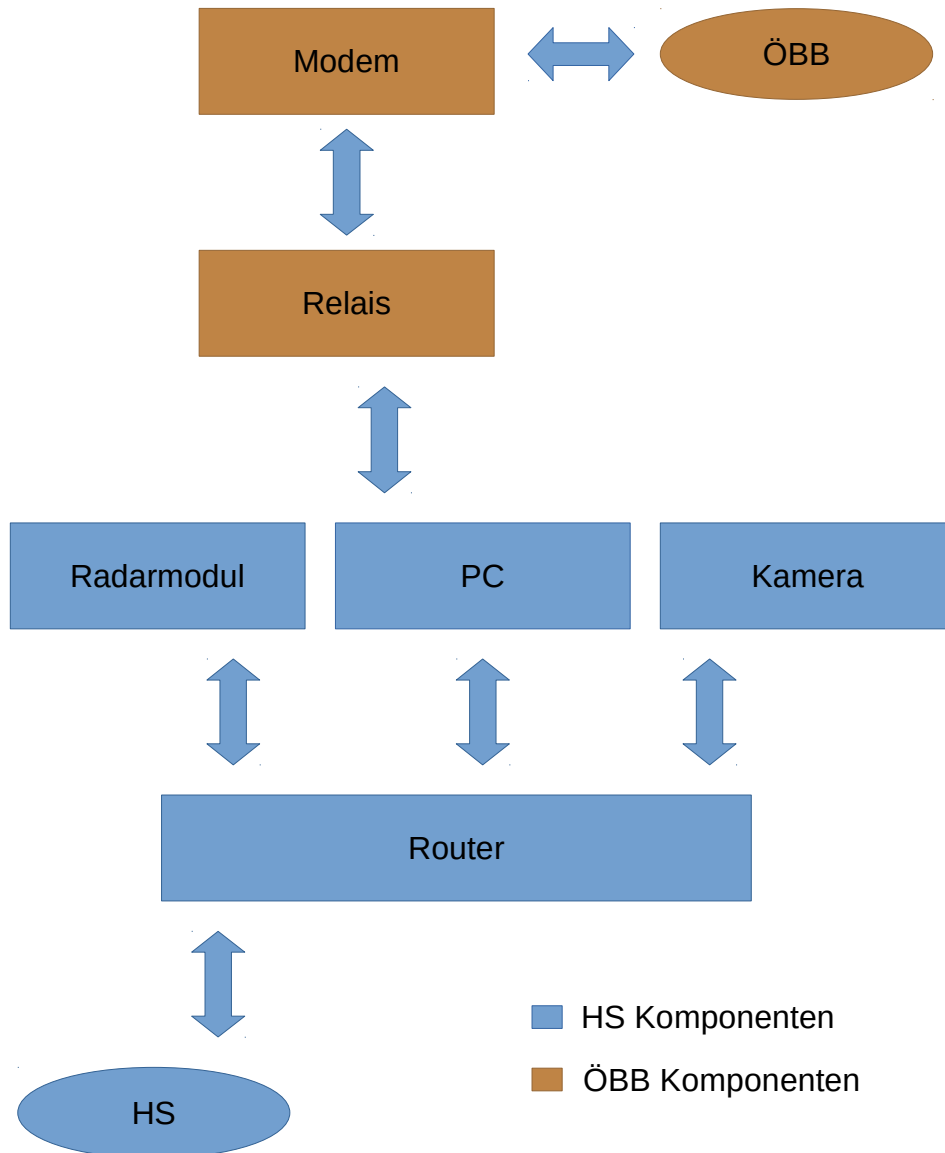 Modem
ÖBB
Relais
Radarmodul
PC
Kamera
Router
HS Komponenten
ÖBB Komponenten
HS